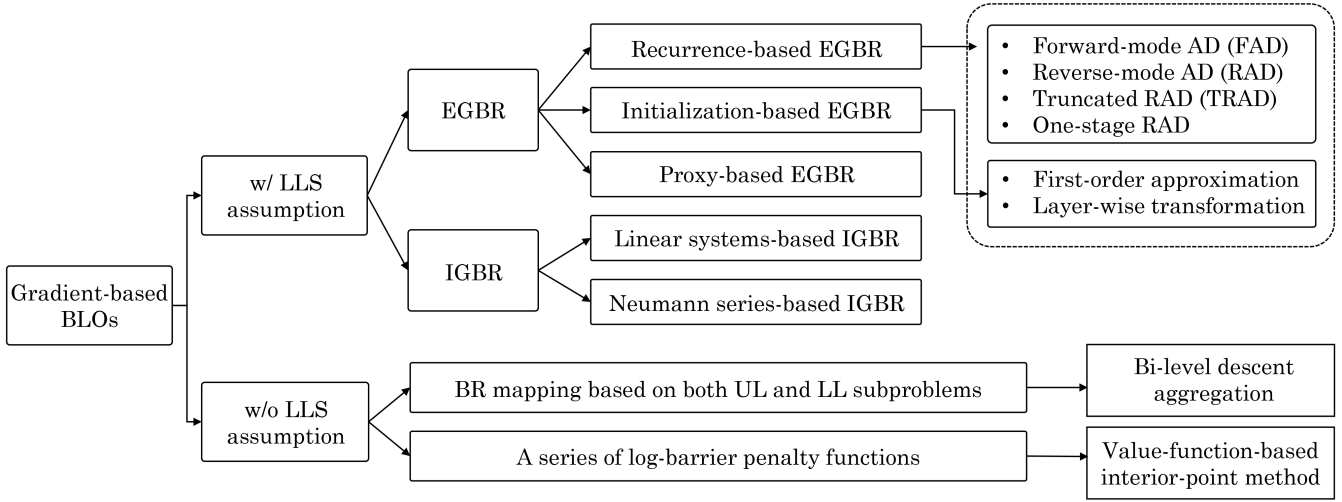 Gradient-based
BLOs
w/ LLS
assumption
EGBR
Recurrence-based EGBR
• Forward-mode AD (FAD)
• Reverse-mode AD (RAD)
• Truncated RAD (TRAD)
• One-stage RAD
Initialization-based EGBR
• First-order approximation
• Layer-wise transformation
Proxy-based EGBR
IGBR
Linear systems-based IGBR
Neumann series-based IGBR
w/o LLS
assumption
BR mapping based on both UL and LL subproblems
Bi-level descent
aggregation
A series of log-barrier penalty functions
Value-function-based
interior-point method